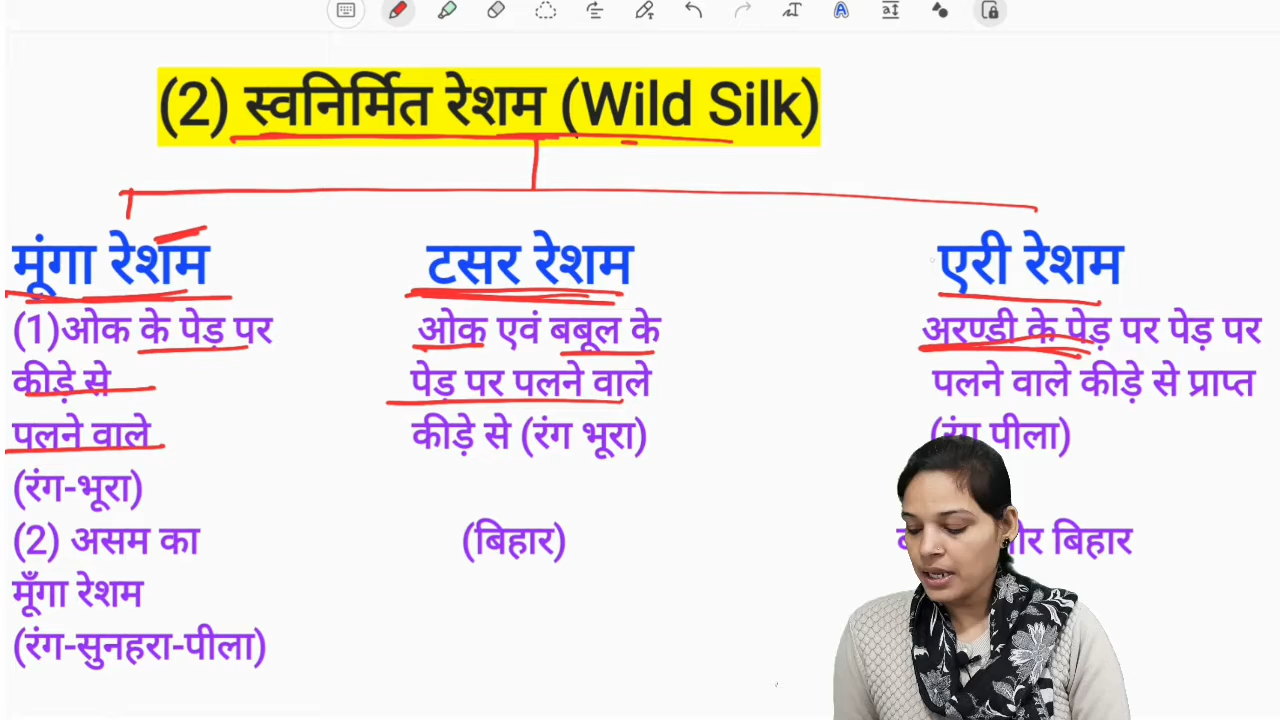 (2) स्वनिर्मित रेशम (Wild Silk)
मूंगा रेशम
(1)ओक के पेड़ पर
कीड़े से
पलने वाले
(रंग-भूरा)
(2) असम का
मूँगा रेशम
(रंग-सुनहरा-पीला)
टसर रेशम
ओक एवं बबूल के
पेड़ पर पलने वाले
कीड़े से (रंग भूरा)
(बिहार)
एरी रेशम
अरण्डी के पेड़ पर पेड़ पर
पलने वाले कीड़े से प्राप्त
(रंग पीला)
बिहार